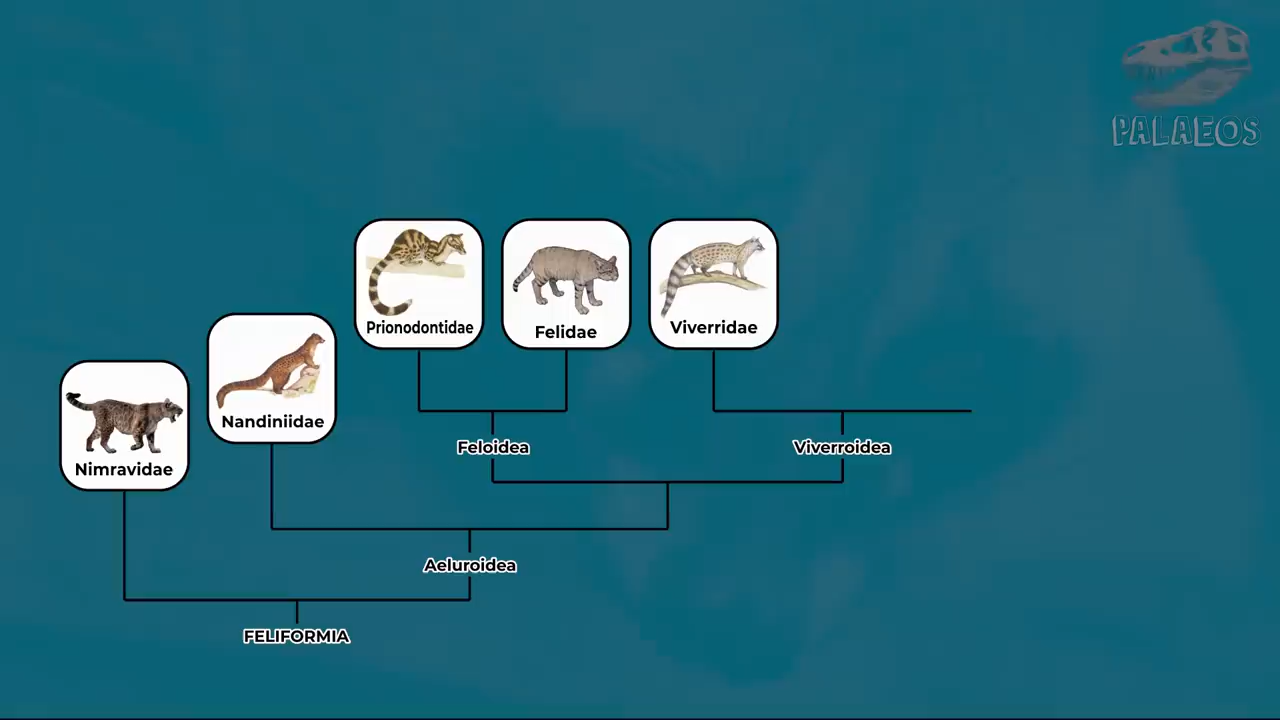 PALAEOS
Prionodontidae
Felidae
Viverridae
Nandiniidae
Nimravidae
Feloidea
Viverroidea
Aeluroidea
FELIFORMIA